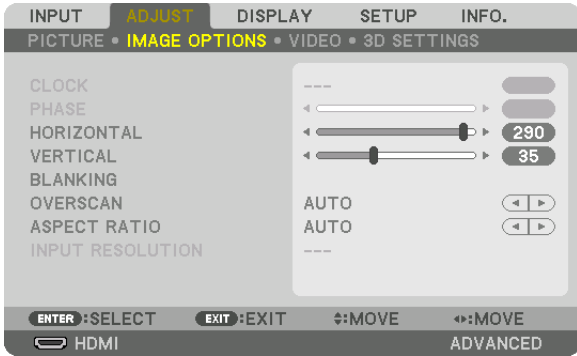 INPUT ADJUST DISPLAY SETUP INFO.
PICTURE • IMAGE OPTIONS • VIDEO • 3D SETTINGS
CLOCK ---
PHASE
HORIZONTAL 290
VERTICAL 35
BLANKING
OVERSCAN AUTO
ASPECT RATIO AUTO
INPUT RESOLUTION ---
ENTER:SELECT EXIT:EXIT :MOVE :MOVE
HDMI ADVANCED